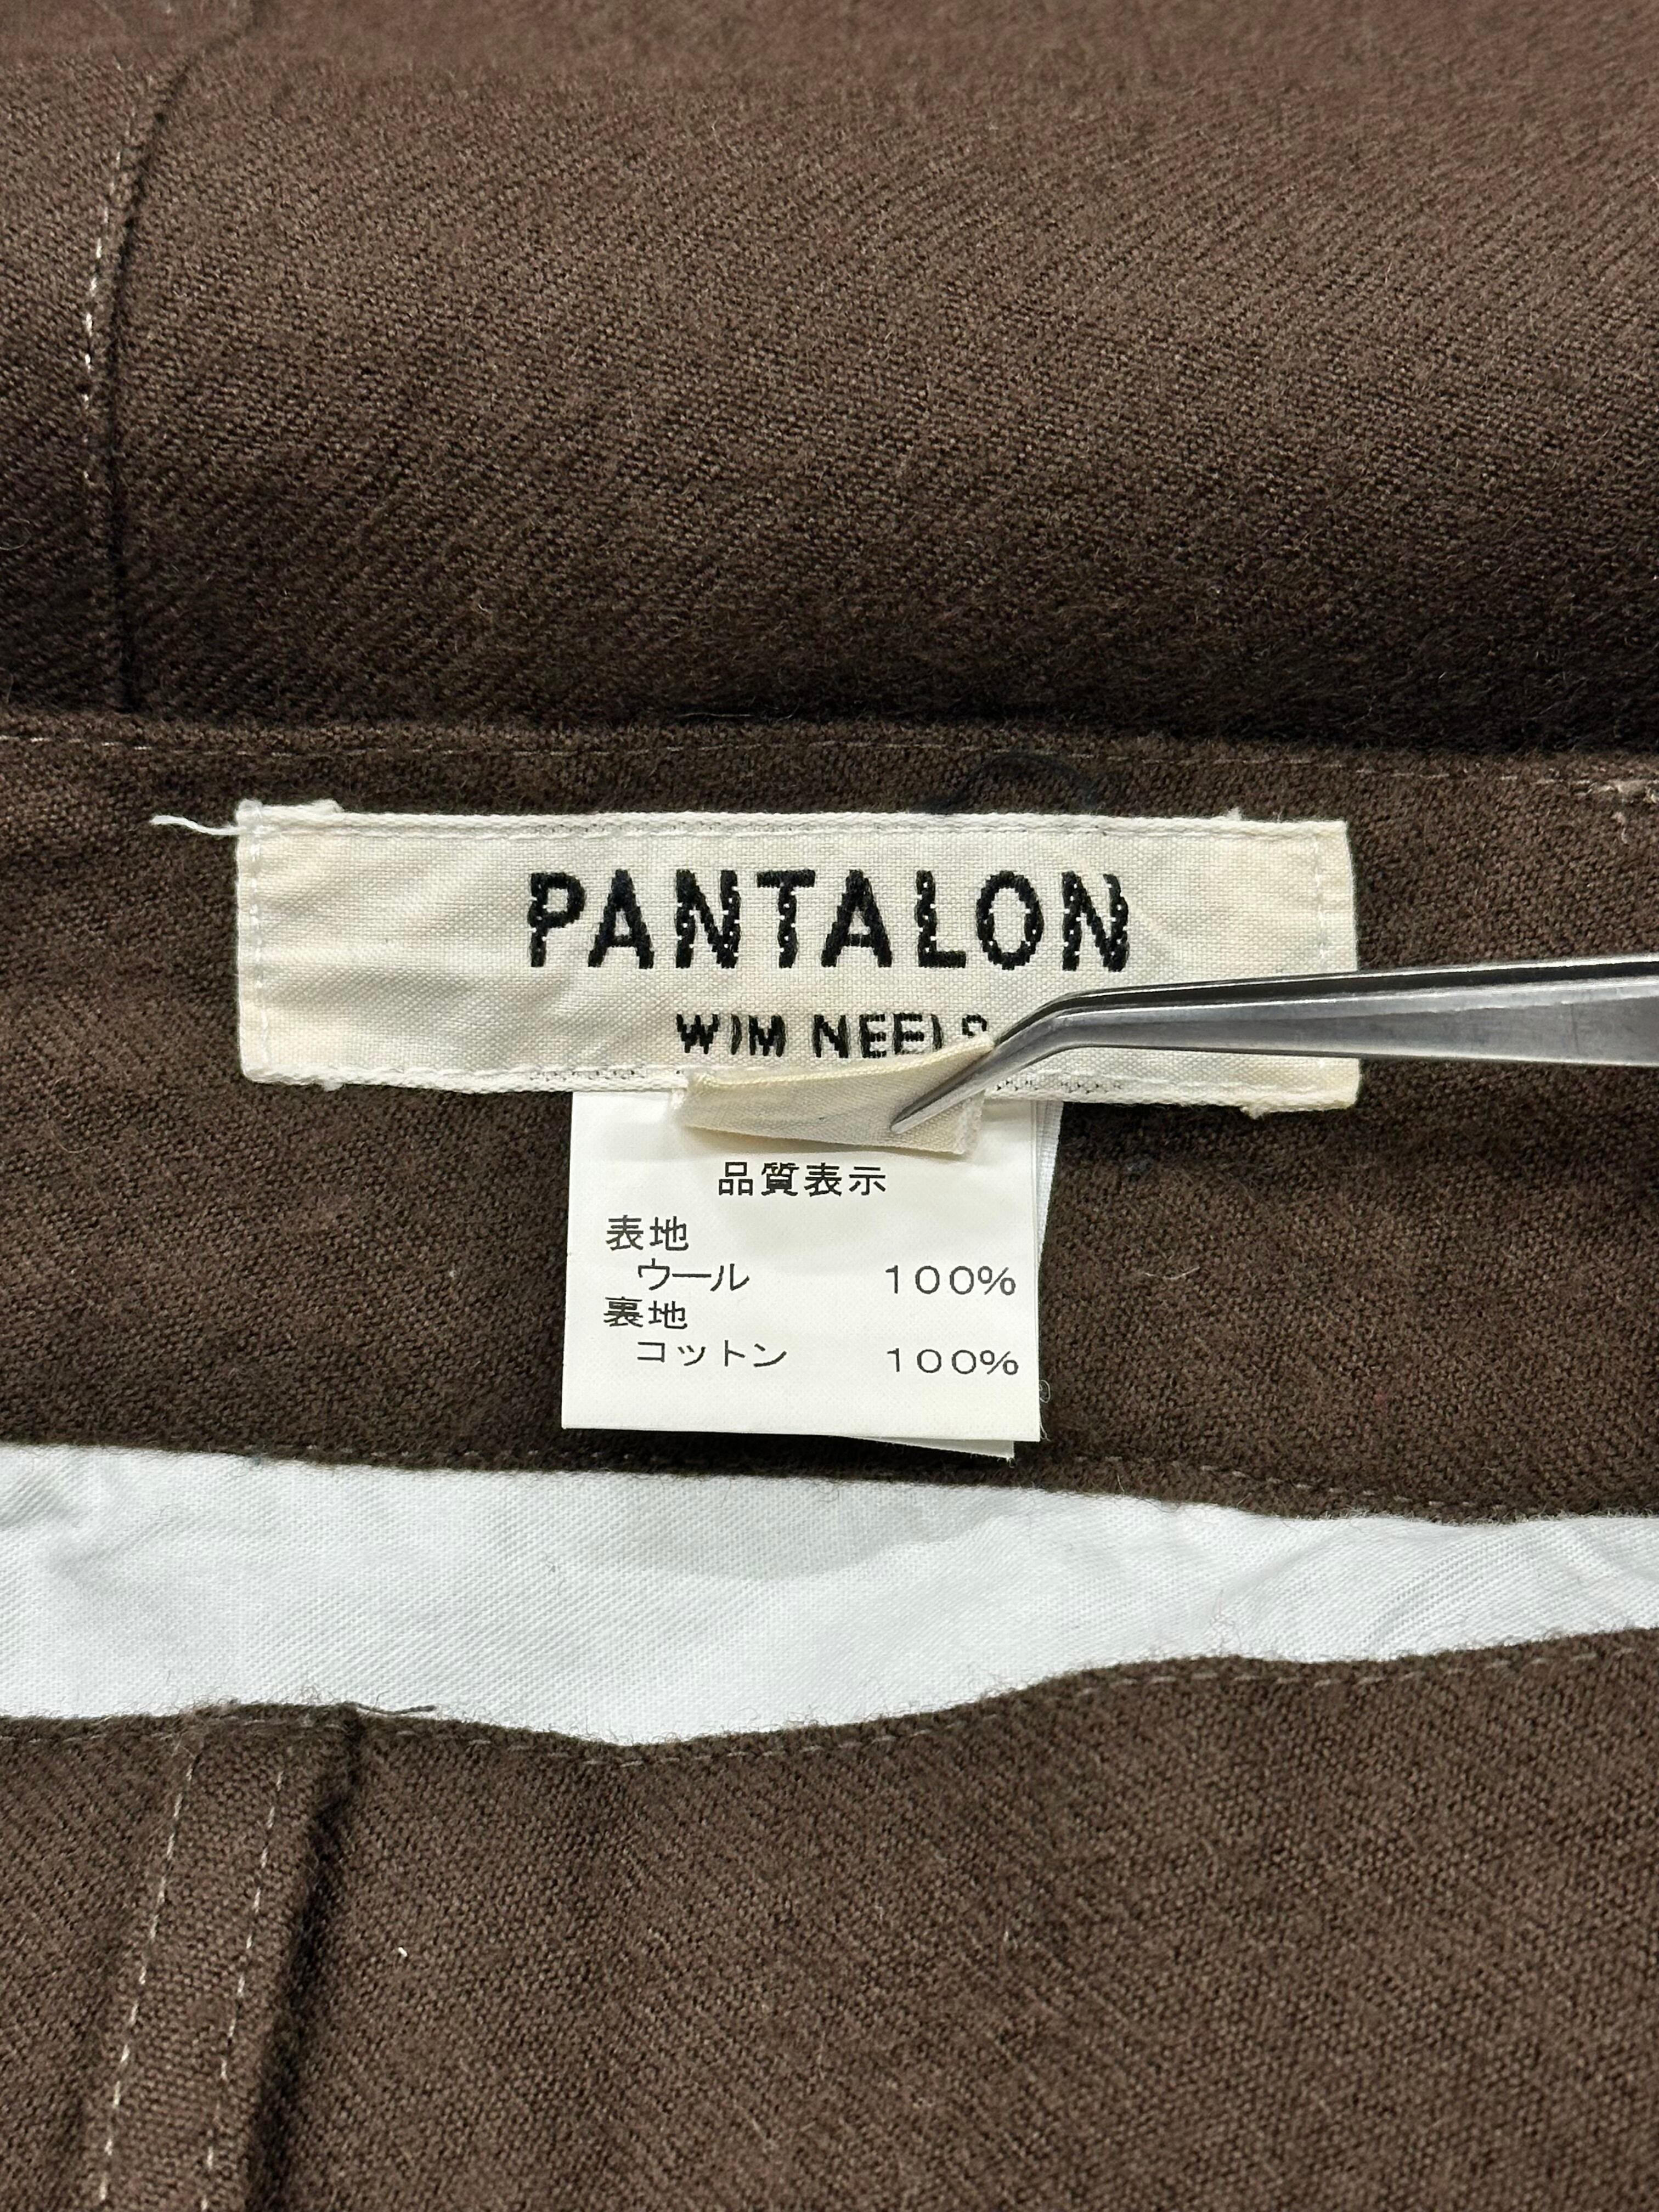 PANTALON
WIM NEELS
品質表示
表地
ウール 100%
裏地
コットン 100%